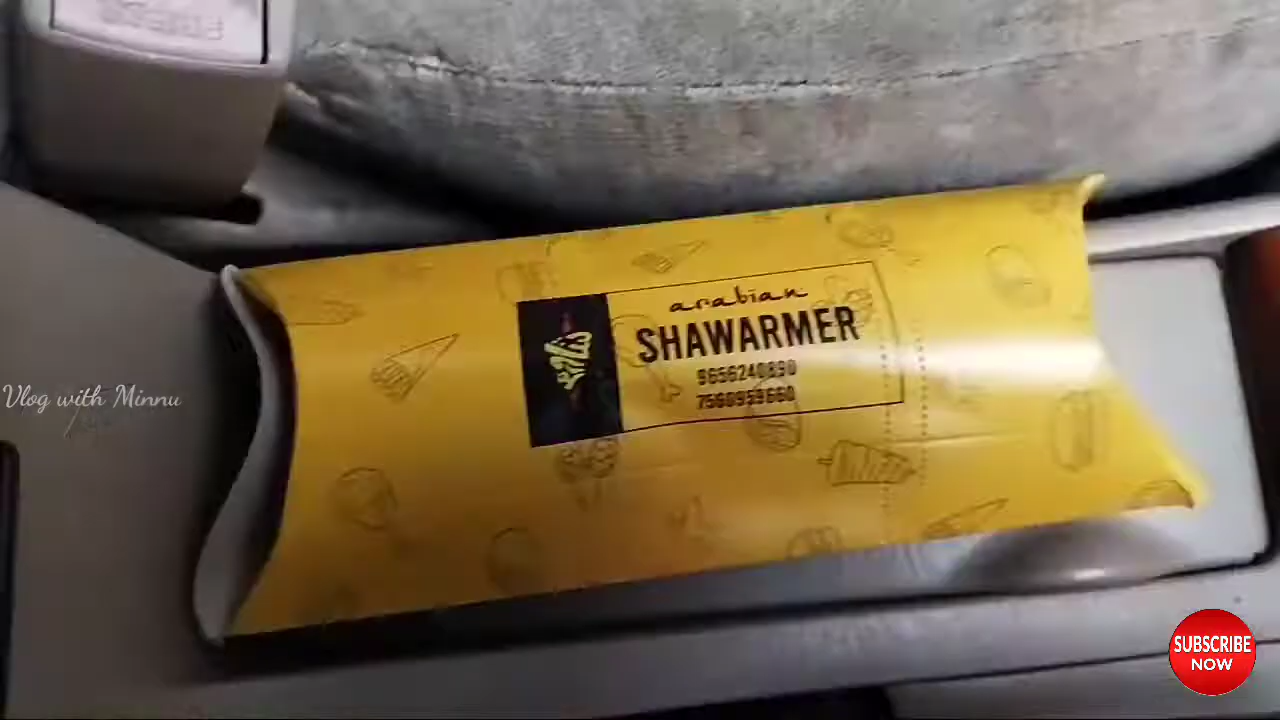 arabian
SHAWARMER
9656240890
7560959660
Vlog with Minnu
SUBSCRIBE
NOW